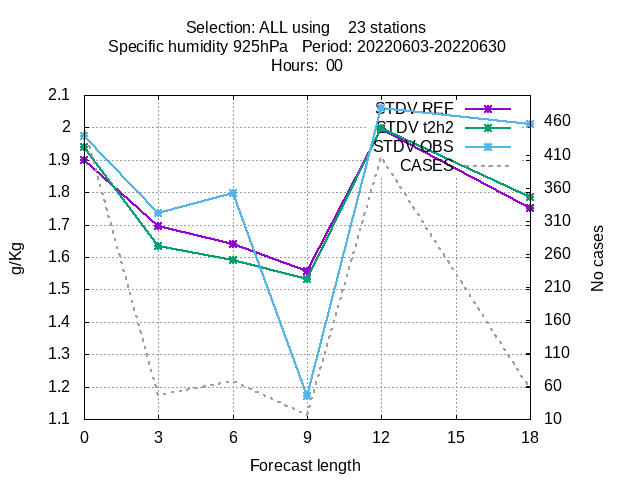 Selection: ALL using 23 stations
Specific humidity 925hPa Period: 20220603-20220630
Hours: 00
STDV REF
STDV t2h2
STDV OBS
CASES
2.1
2
1.9
1.8
1.7
1.6
1.5
1.4
1.3
1.2
1.1
g/Kg
460
410
360
310
260
210
160
110
60
10
No cases
0 3 6 9 12 15 18
Forecast length